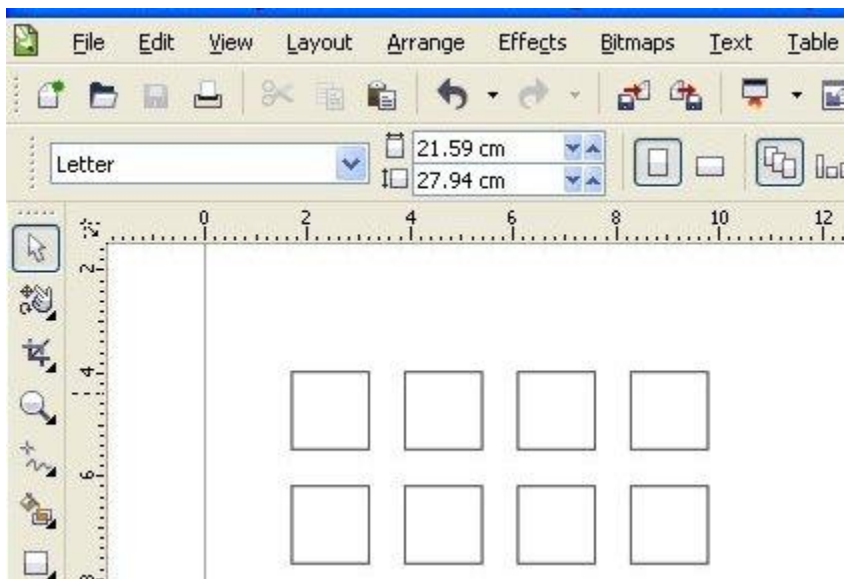 File Edit View Layout Arrange Effects Bitmaps Text Table
Letter
21.59 cm
27.94 cm
0 2 4 6 8 10 12
2
4
6
8